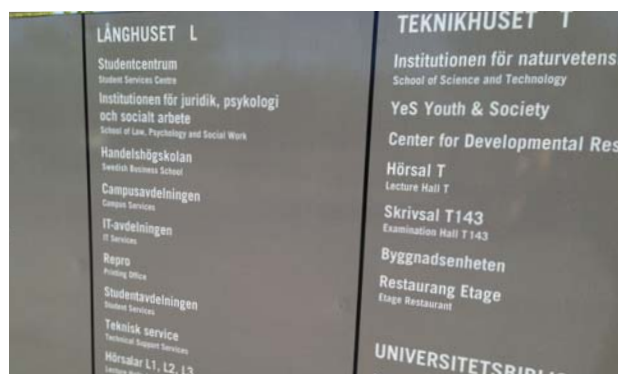 LÅNGHUSET L
Studentcentrum
Student Services Centre
Institutionen för juridik, psykologi
och socialt arbete
School of Law, Psychology and Social Work
Handelshögskolan
Swedish Business School
Campusavdelningen
Campus Services
IT-avdelningen
IT Services
Repro
Printing Office
Studentavdelningen
Student Services
Teknisk service
Technical Support Services
Hörsalar L1, L2, L3
TEKNIKHUSET T
Institutionen för naturvetens
School of Science and Technology
YeS Youth & Society
Center for Developmental Res
Hörsal T
Lecture Hall T
Skrivsal T143
Examination Hall T143
Byggnadsenheten
Restaurang Etage
Etage Restaurant